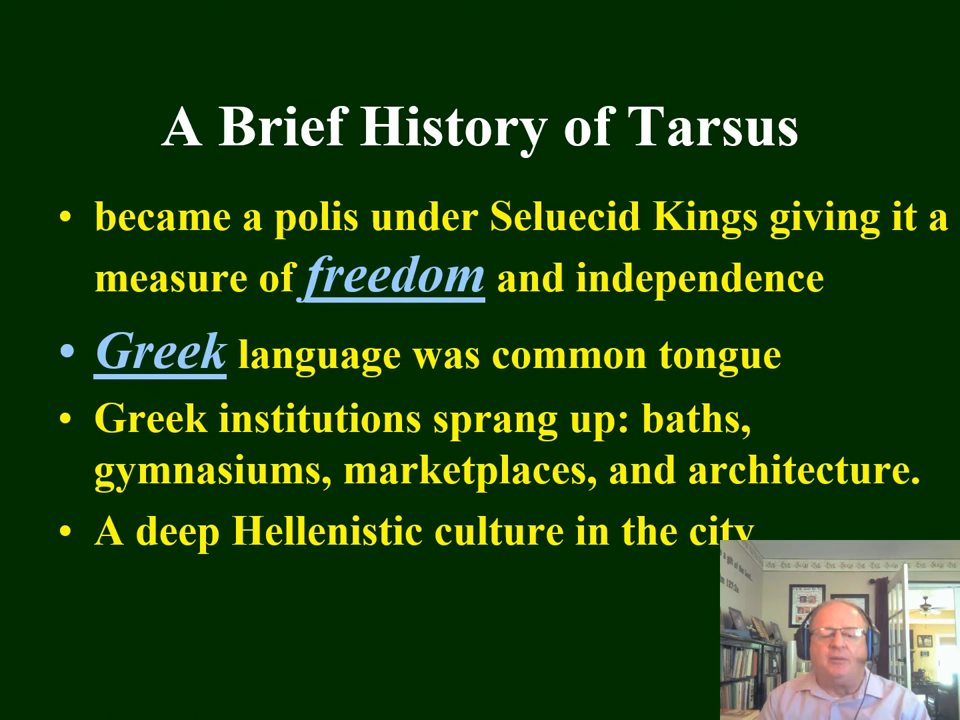 A Brief History of Tarsus
• became a polis under Seluecid Kings giving it a
measure of freedom and independence
• Greek language was common tongue
• Greek institutions sprang up: baths,
gymnasiums, marketplaces, and architecture.
• A deep Hellenistic culture in the city